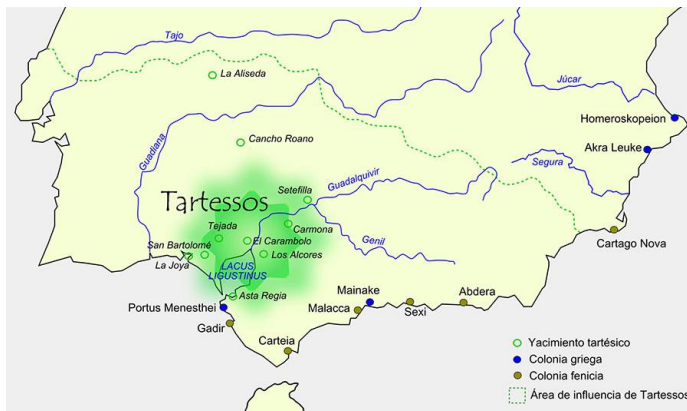 Tajo
La Aliseda
Júcar
Homeroskopeion
Guadiana
Cancho Roano
Akra Leuke
Segura
Setefilla
Guadalquivir
Tartessos
Tejada
Carmona
Cartago Nova
San Bartolomé
El Carambolo
Genil
La Joya
Los Alcores
LACUS
LIGUSTINUS
Asta Regia
Mainake
Abdera
Portus Menesthei
Malacca
Sexi
Gadir
Carteia
Yacimiento tartésico
Colonia griega
Colonia fenicia
Área de influencia de Tartessos